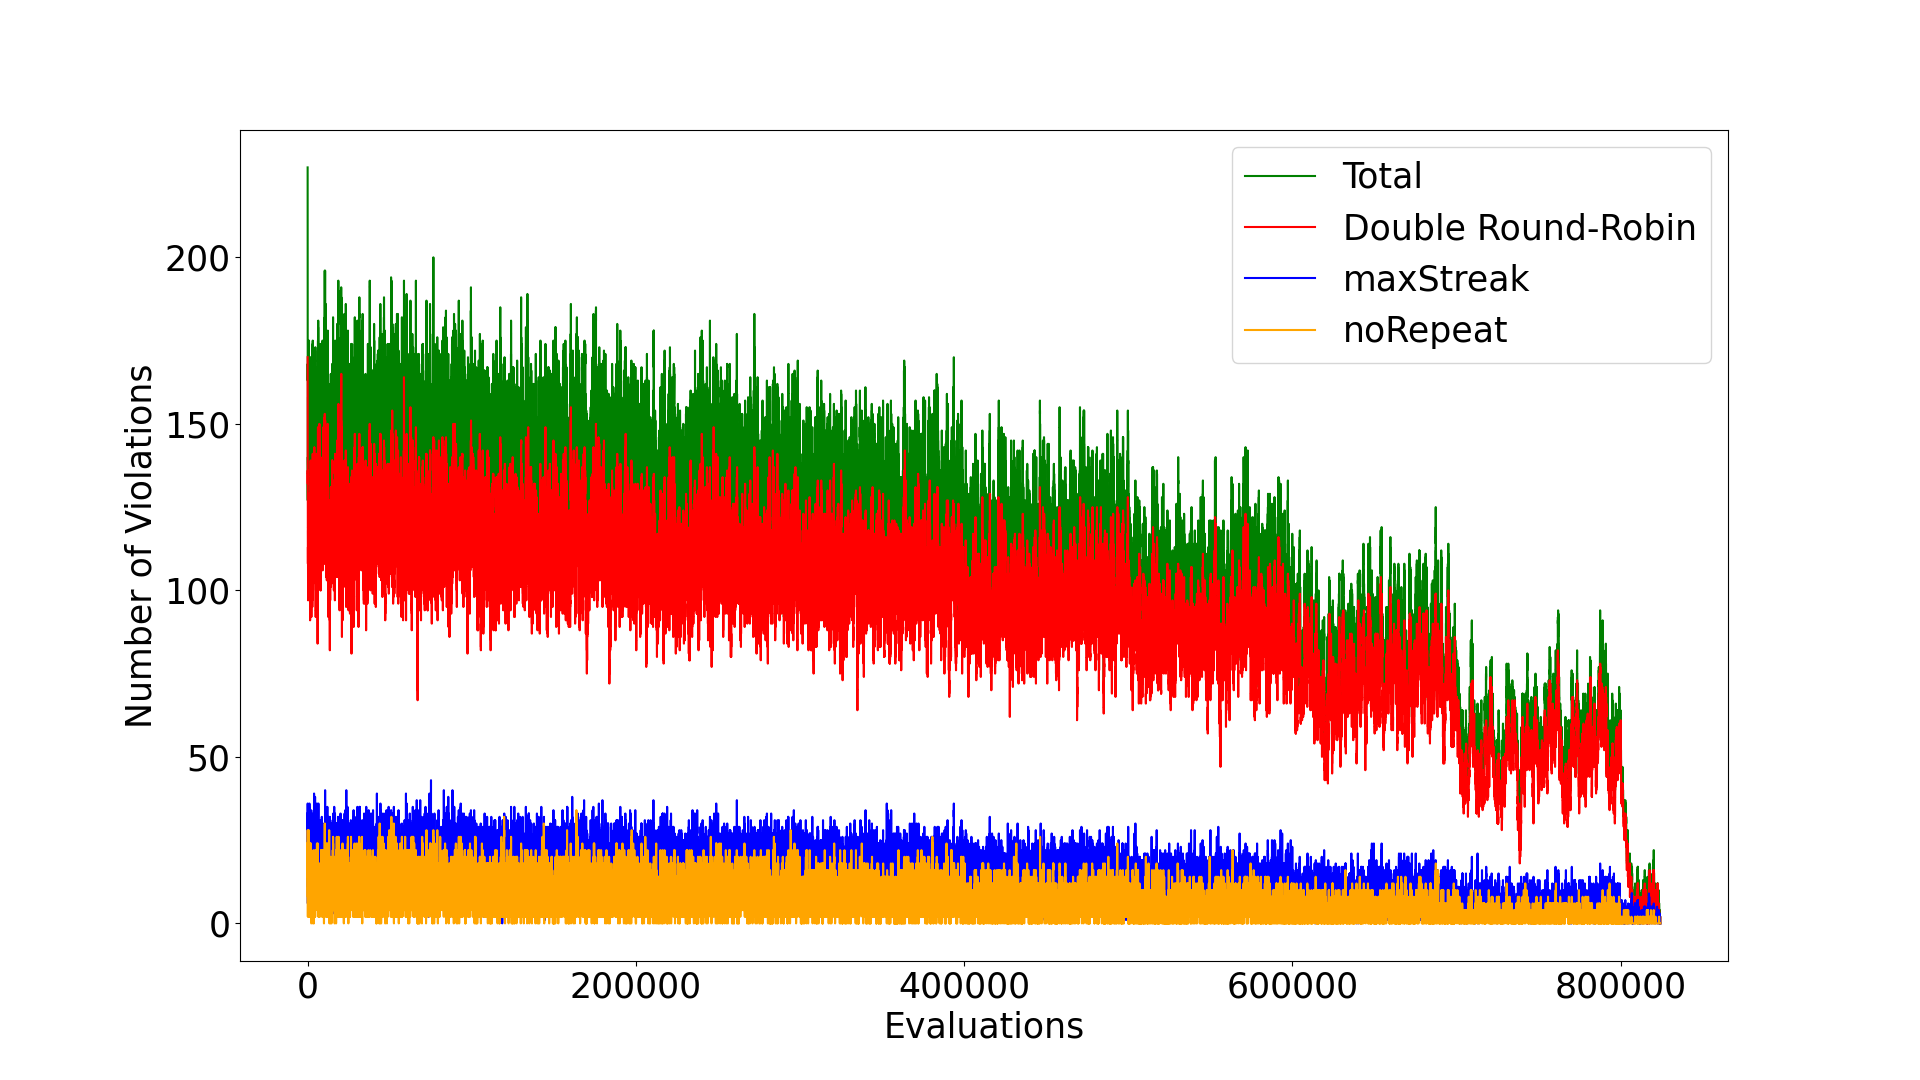 Total
Double Round-Robin
maxStreak
noRepeat
Number of Violations
200
150
100
50
0
0 200000 400000 600000 800000
Evaluations